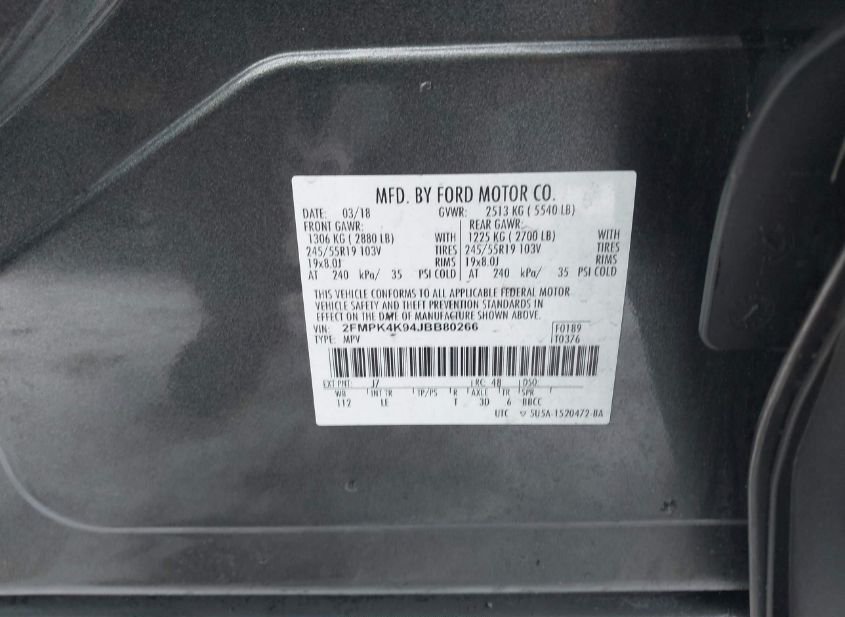 MFD. BY FORD MOTOR CO.
DATE: 03/18 GVWR: 2513 KG ( 5540 LB)
FRONT GAWR: REAR GAWR:
1306 KG ( 2880 LB) WITH 1225 KG ( 2700 LB) WITH
245/55R19 103V TIRES 245/55R19 103V TIRES
19x8.0J RIMS 19x8.0J RIMS
AT 240 kPa/ 35 PSI COLD AT 240 kPa/ 35 PSI COLD
THIS VEHICLE CONFORMS TO ALL APPLICABLE FEDERAL MOTOR
VEHICLE SAFETY AND THEFT PREVENTION STANDARDS IN
EFFECT ON THE DATE OF MANUFACTURE SHOWN ABOVE.
VIN: 2FMPK4K94JBB80266 F0189
TYPE: MPV T0376
EXT PNT: J7 RC: 48 DSO:
WB INT TR TP/PS R AXLE TR SPR
112 LE T 3D 6 BBCC
UTC 5U5A-1520472-BA